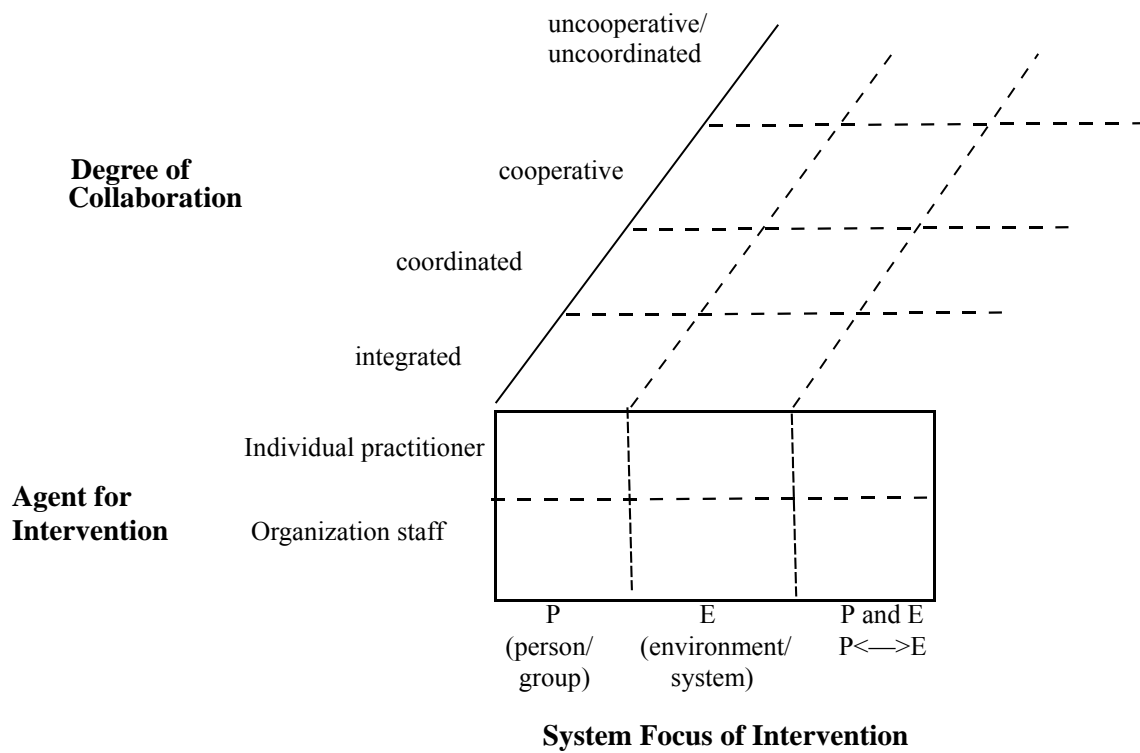 uncooperative/
uncoordinated
Degree of
Collaboration
cooperative
coordinated
integrated
Individual practitioner
Agent for
Intervention
Organization staff
P
(person/
group)
E
(environment/
system)
P and E
P<—>E
System Focus of Intervention